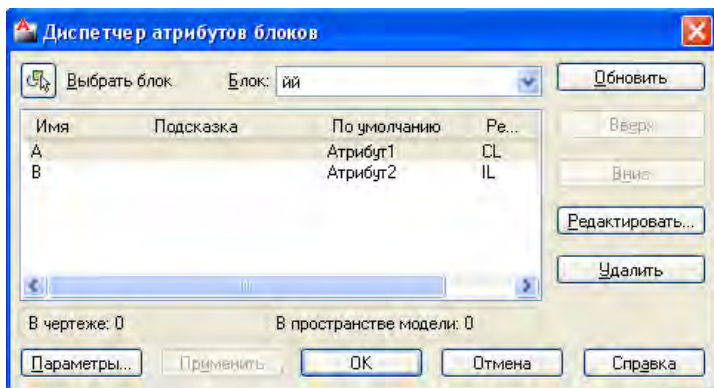 Диспетчер атрибутов блоков
Выбрать блок Блок: йй Обновить
Имя Подсказка По умолчанию Ре...
A Атрибут1 CL
B Атрибут2 IL
Вверх
Вниз
Редактировать...
Удалить
В чертеже: 0 В пространстве модели: 0
Параметры... Применить OK Отмена Справка